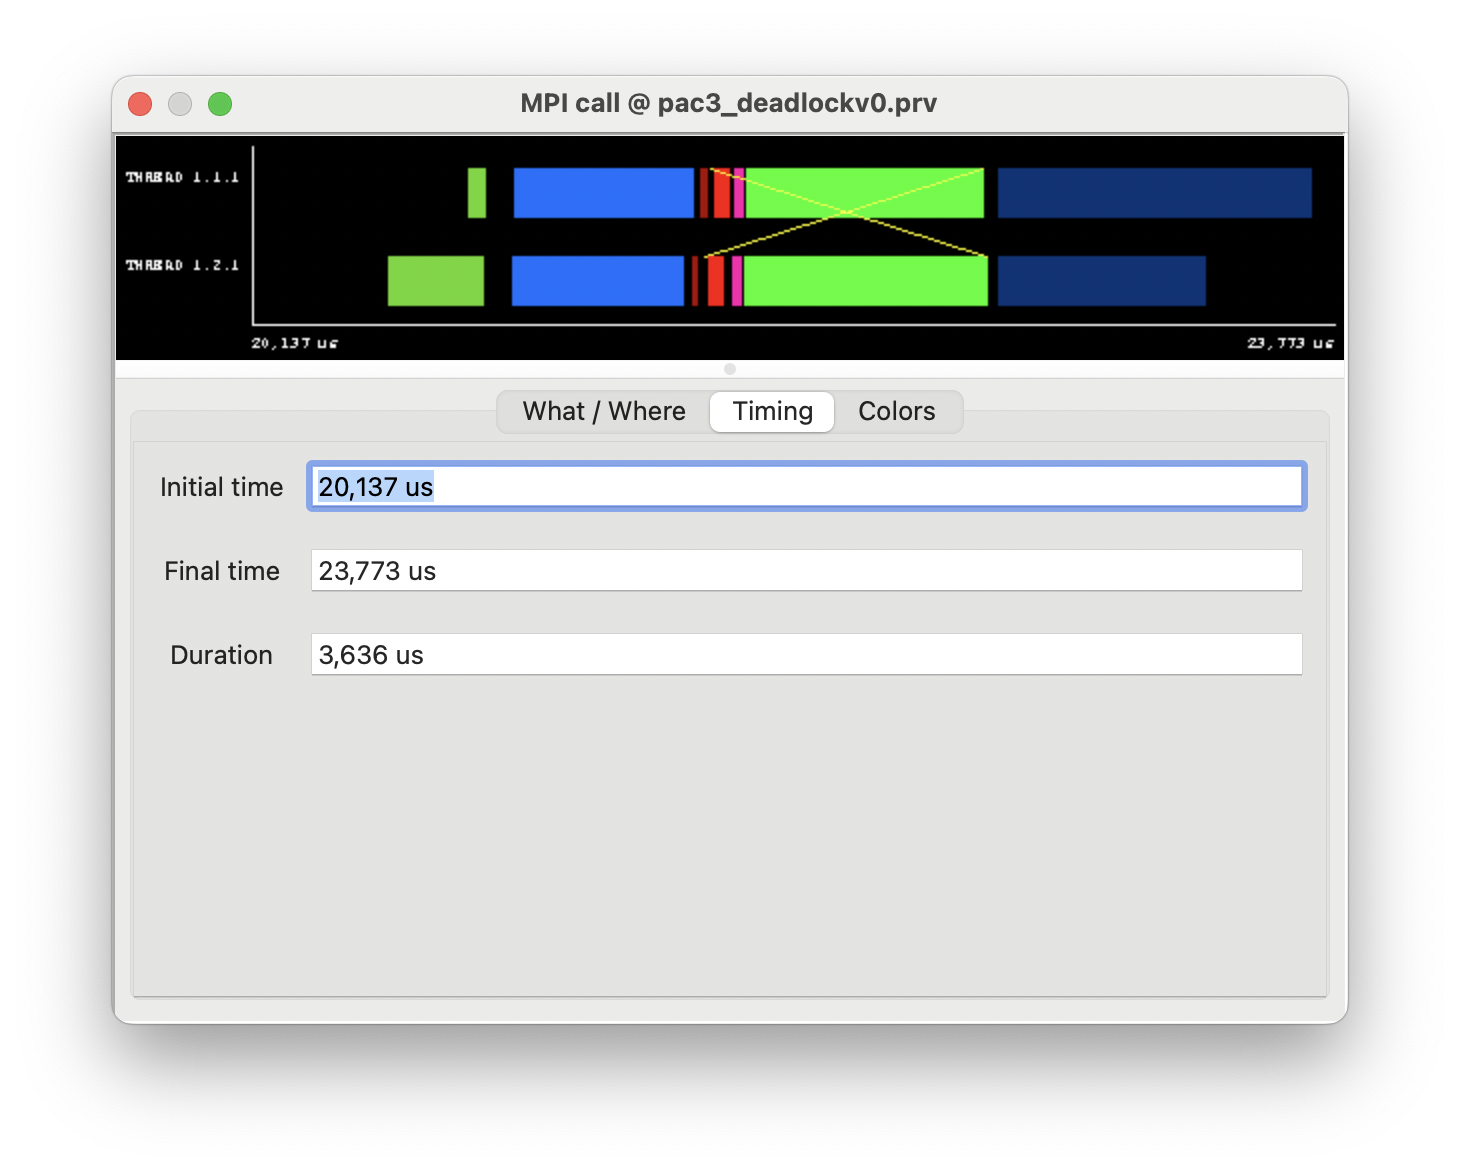 MPI call @ pac3_deadlockv0.prv
THREAD 1.1.1
THREAD 1.2.1
20,137 us
23,773 us
What / Where
Timing
Colors
Initial time
20,137 us
Final time
23,773 us
Duration
3,636 us